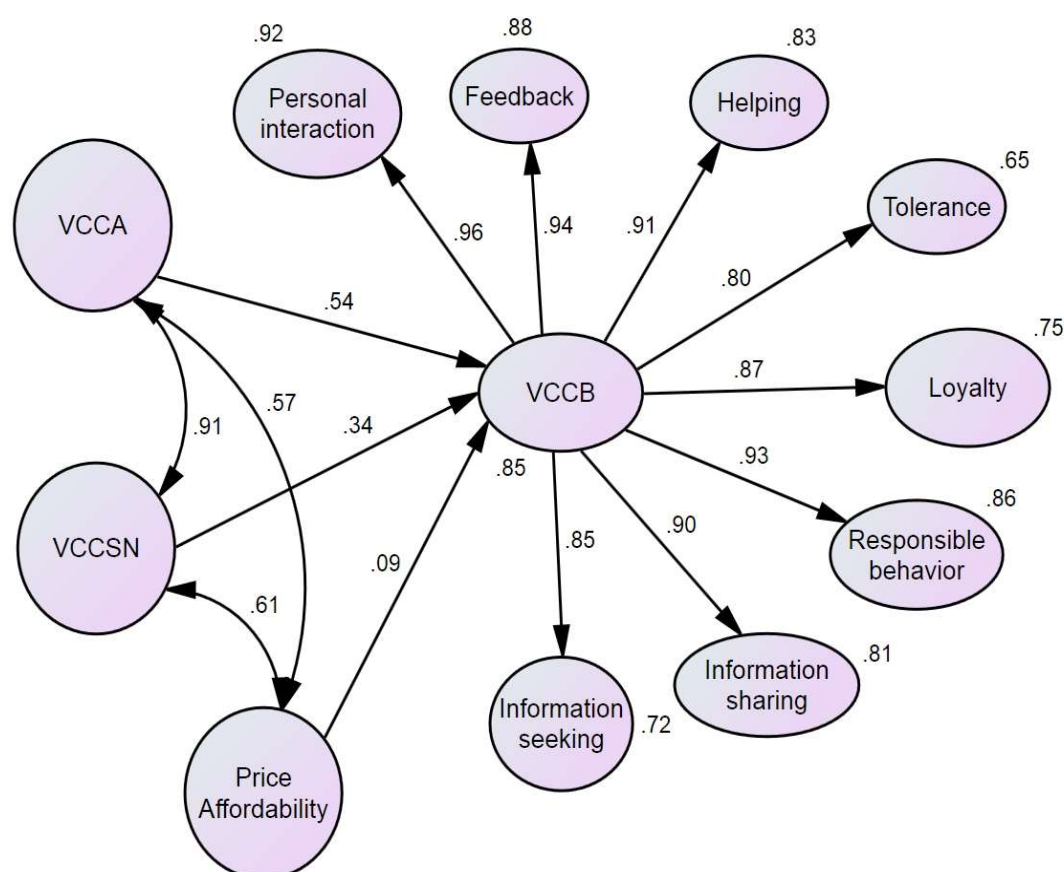 .92
.88
.83
Personal
interaction
Feedback
Helping
.65
Tolerance
VCCA
.96
.94
.91
.80
.54
.75
.87
Loyalty
VCCB
.57
.34
.91
.85
.93
.86
VCCSN
.85
.90
Responsible
behavior
.09
.61
.81
Information
sharing
Information
seeking
.72
Price
Affordability